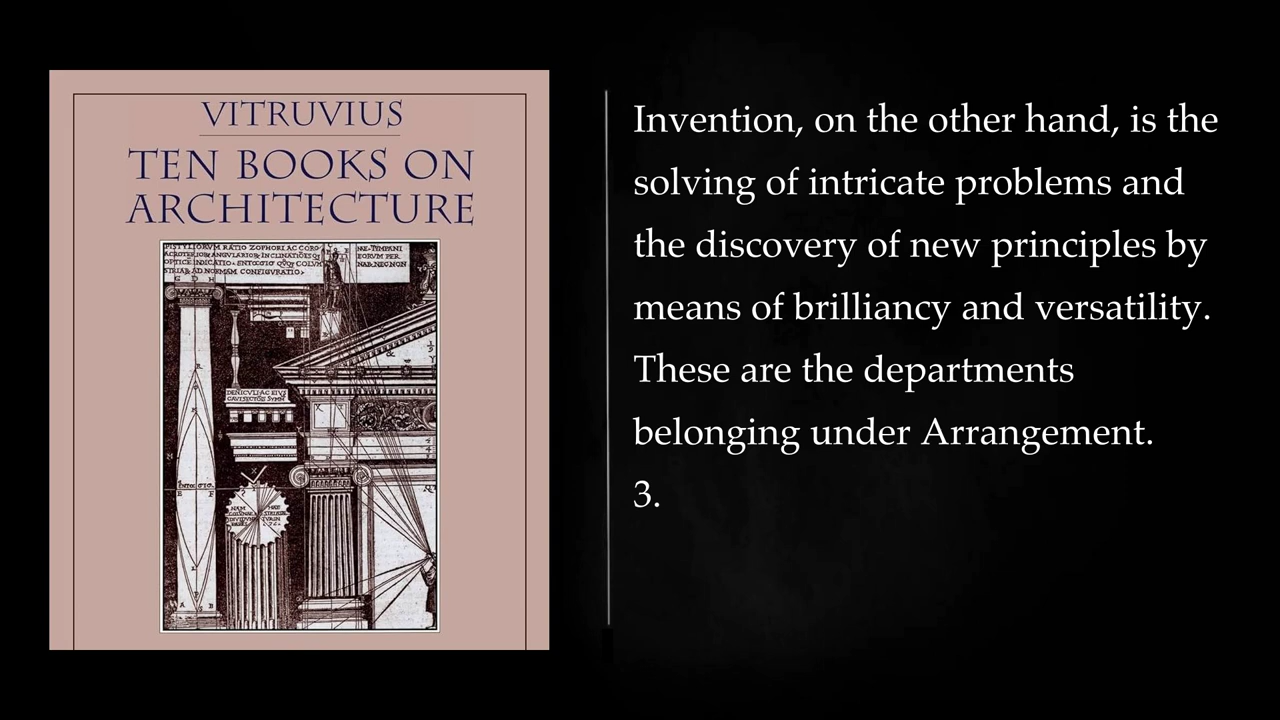 VITRUVIUS
TEN BOOKS ON
ARCHITECTURE
Invention, on the other hand, is the
solving of intricate problems and
the discovery of new principles by
means of brilliancy and versatility.
These are the departments
belonging under Arrangement.
3.